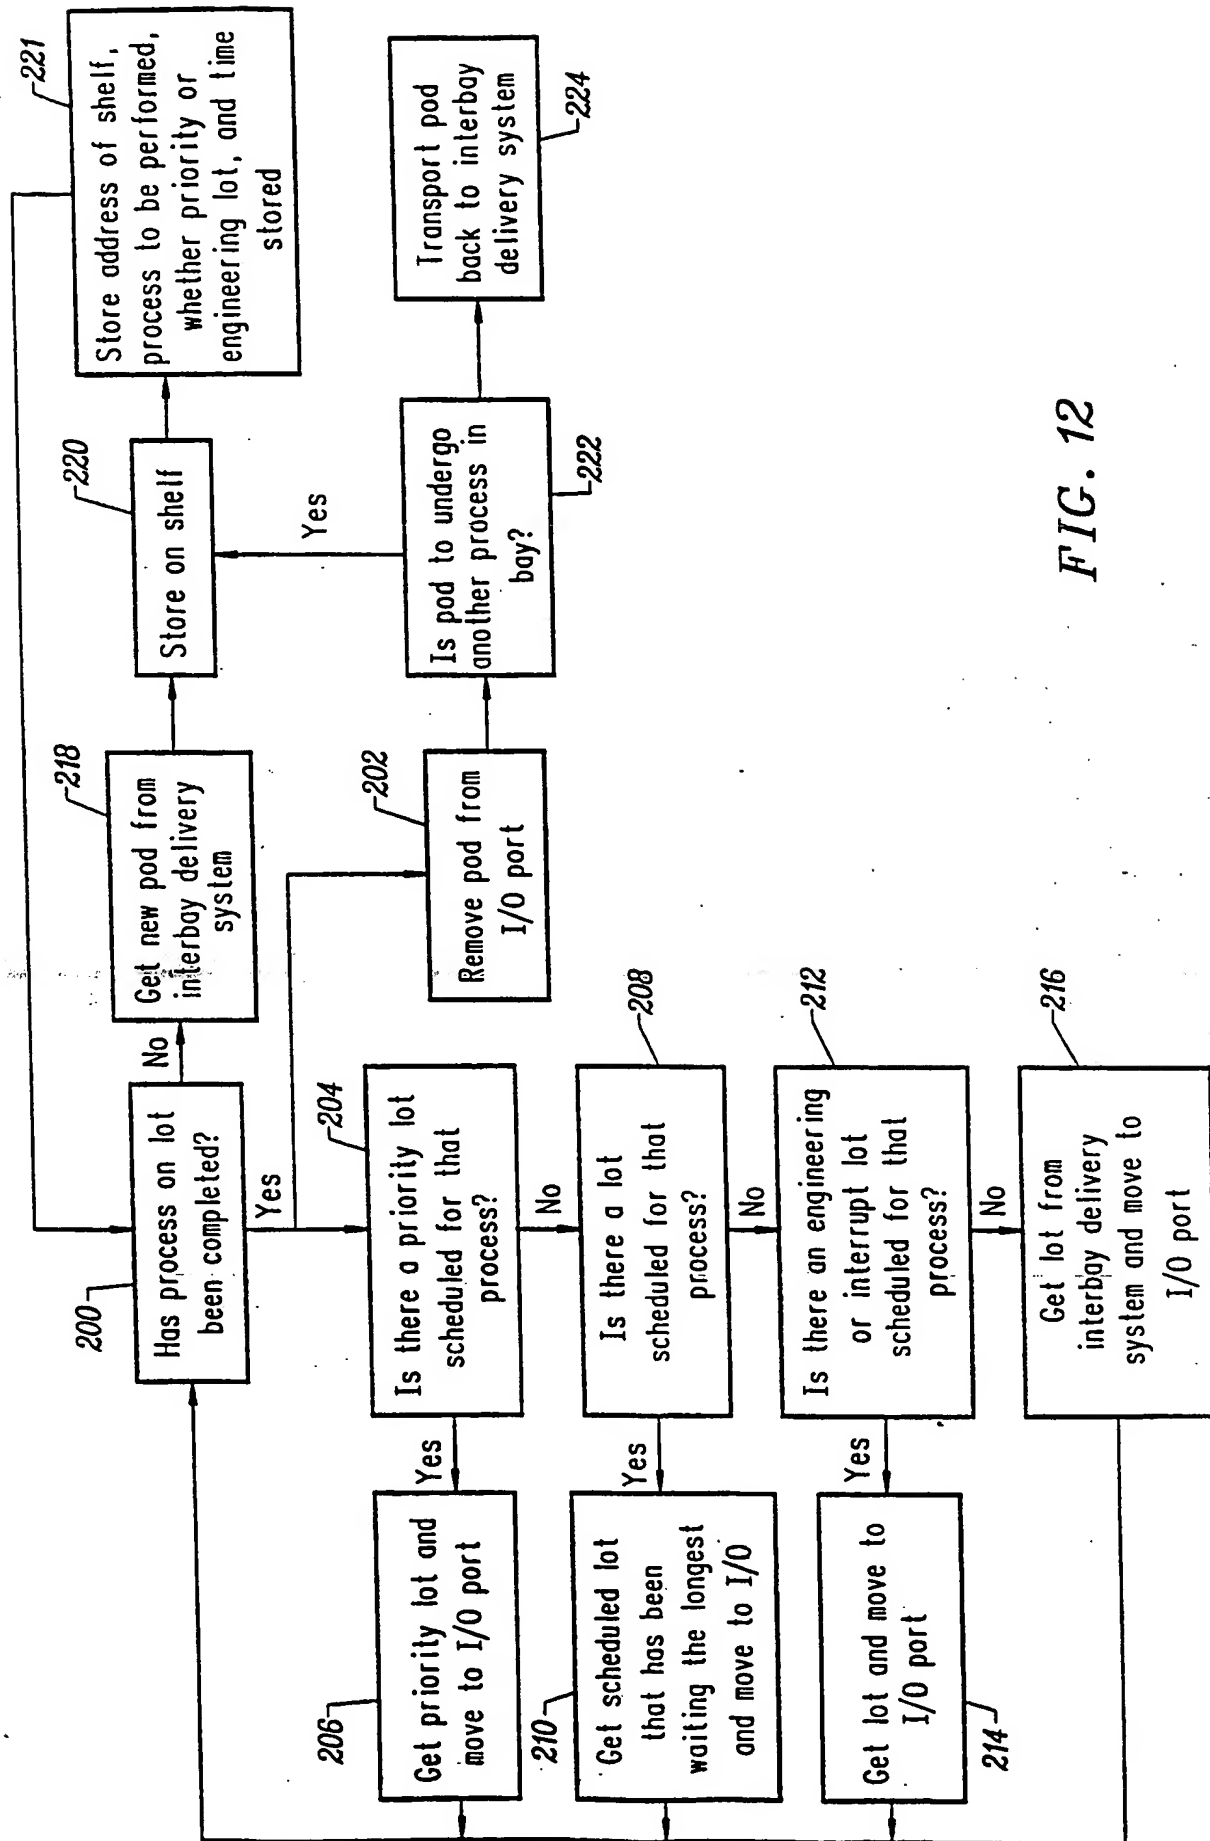 221
Store address of shelf,
process to be performed,
whether priority or
engineering lot, and time
stored
220
Store on shelf
218
Get new pod from
interbay delivery
system
No
200
Has process on lot
been completed?
Yes
224
Transport pod
back to interbay
delivery system
Yes
222
Is pod to undergo
another process in
bay?
202
Remove pod from
I/O port
204
Is there a priority lot
scheduled for that
process?
Yes
206
Get priority lot and
move to I/O port
No
208
Is there a lot
scheduled for that
process?
Yes
210
Get scheduled lot
that has been
waiting the longest
and move to I/O
No
212
Is there an engineering
or interrupt lot
scheduled for that
process?
Yes
214
Get lot and move to
I/O port
No
216
Get lot from
interbay delivery
system and move to
I/O port
FIG. 12